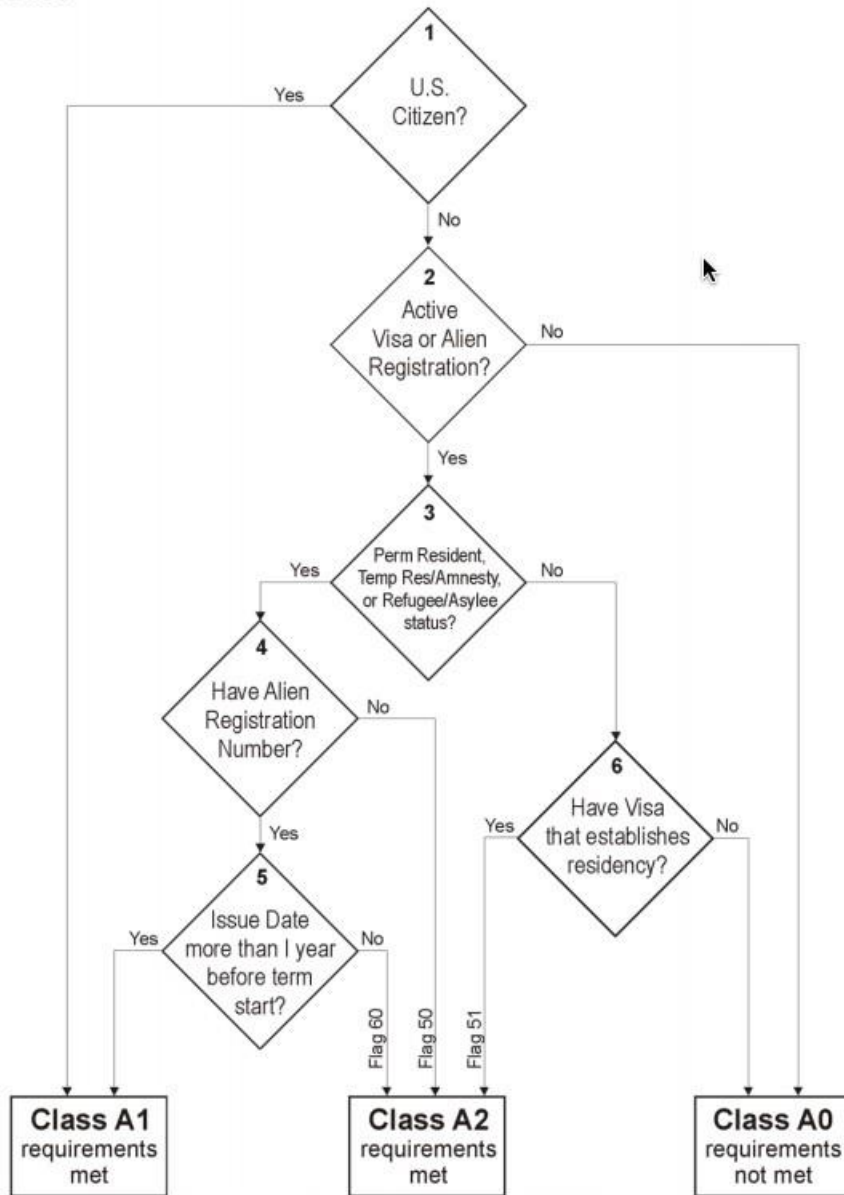 1
U.S.
Citizen?
Yes
No
2
Active
Visa or Alien
Registration?
No
Yes
3
Perm Resident,
Temp Res/Amnesty,
or Refugee/Asylee
status?
Yes
No
4
Have Alien
Registration
Number?
No
Yes
6
Have Visa
that establishes
residency?
Yes
No
5
Issue Date
more than I year
before term
start?
Yes
No
Flag 60
Flag 50
Flag 51
Class A1
requirements
met
Class A2
requirements
met
Class A0
requirements
not met